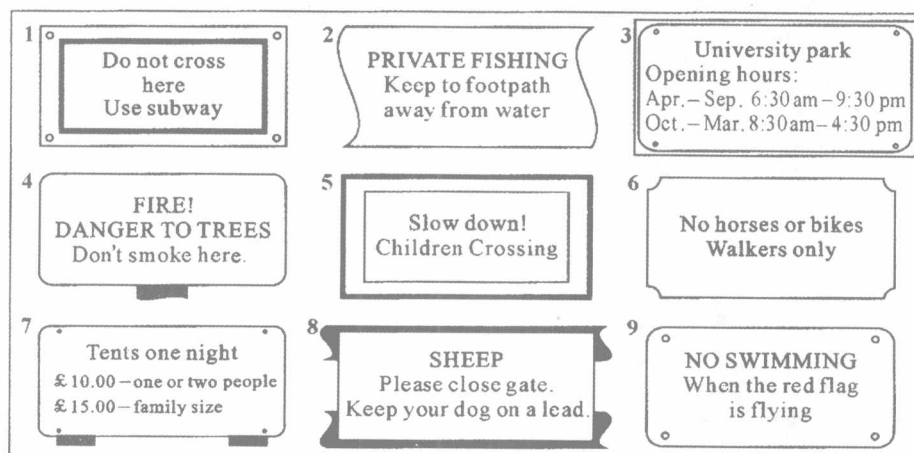 1
Do not cross
here
Use subway
2
PRIVATE FISHING
Keep to footpath
away from water
3
University park
Opening hours:
Apr.—Sep. 6:30am—9:30 pm
Oct.—Mar. 8:30am—4:30 pm
4
FIRE!
DANGER TO TREES
Don't smoke here.
5
Slow down!
Children Crossing
6
No horses or bikes
Walkers only
7
Tents one night
£10.00—one or two people
£15.00—family size
8
SHEEP
Please close gate.
Keep your dog on a lead.
9
NO SWIMMING
When the red flag
is flying